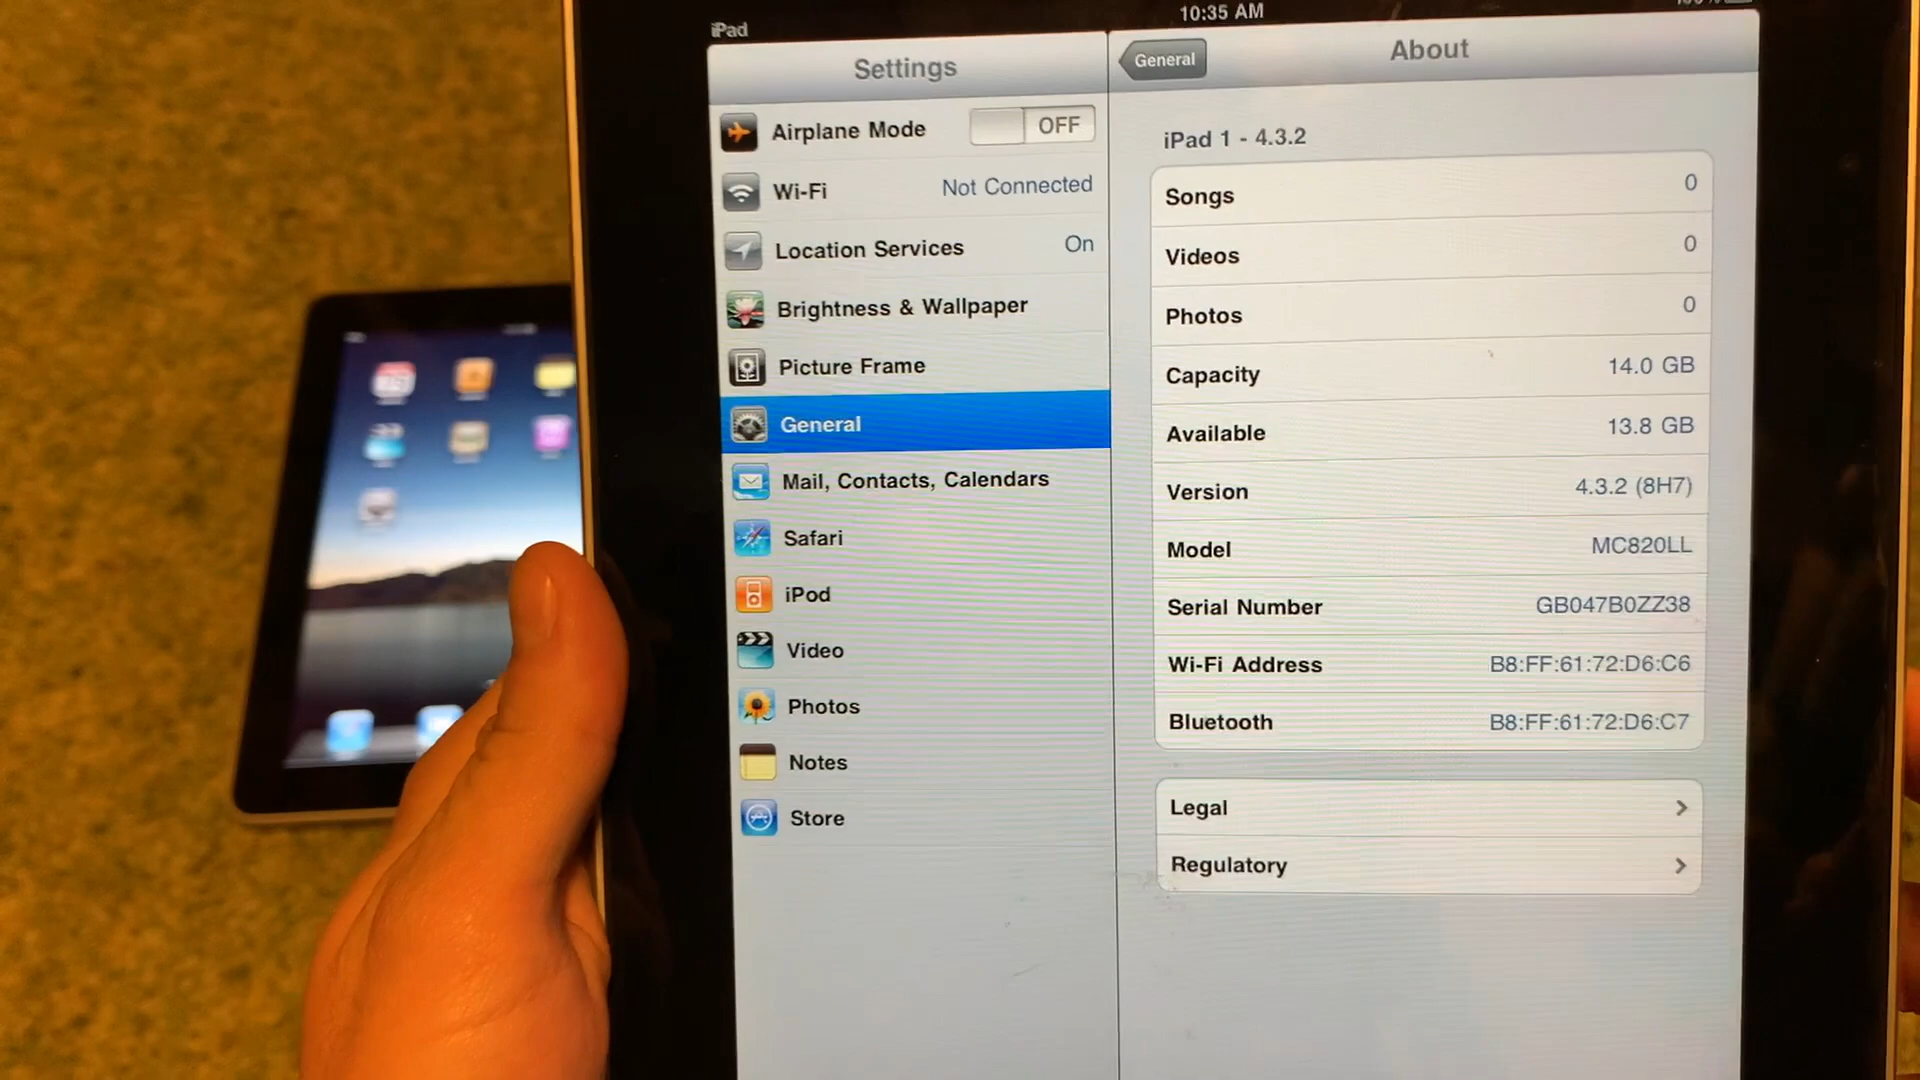 iPad
10:35 AM
Settings
General
About
Airplane Mode
OFF
Wi-Fi
Not Connected
Location Services
On
Brightness & Wallpaper
Picture Frame
General
Mail, Contacts, Calendars
Safari
iPod
Video
Photos
Notes
Store
iPad 1 - 4.3.2
Songs
0
Videos
0
Photos
0
Capacity
14.0 GB
Available
13.8 GB
Version
4.3.2 (8H7)
Model
MC820LL
Serial Number
GB047B0ZZ38
Wi-Fi Address
B8:FF:61:72:D6:C6
Bluetooth
B8:FF:61:72:D6:C7
Legal
Regulatory